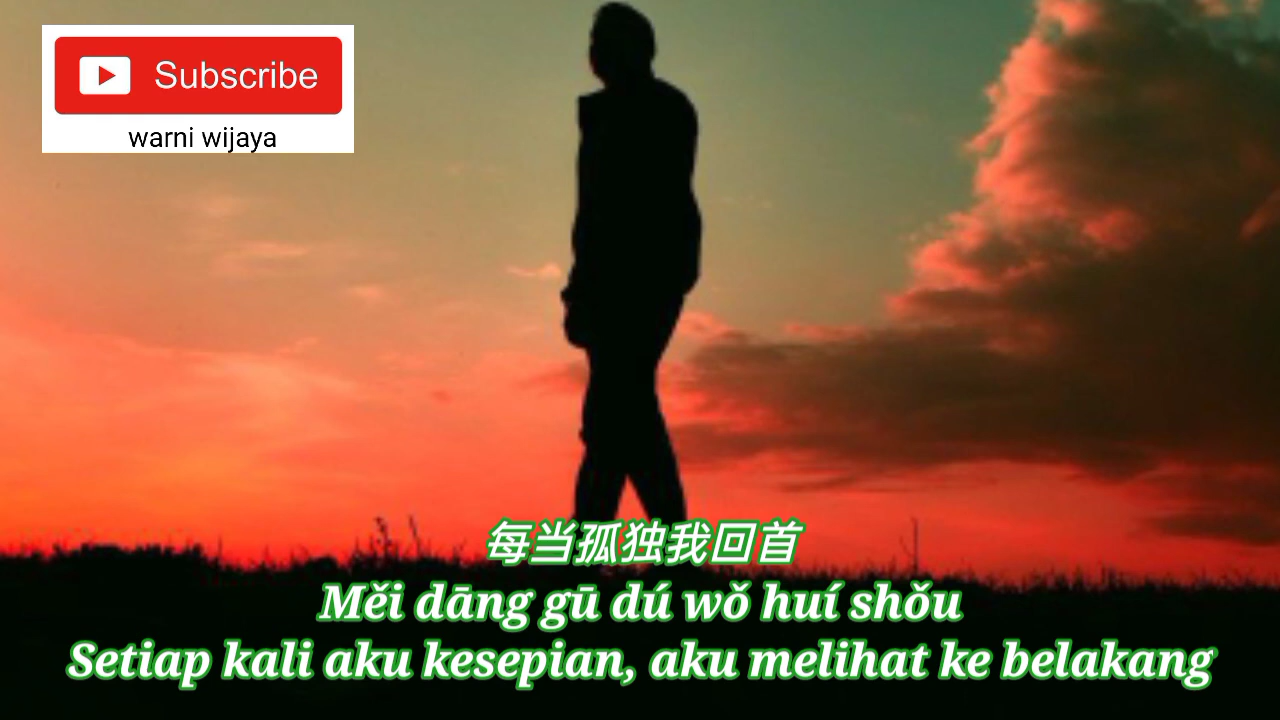 Subscribe
warni wijaya
每当孤独我回首
Měi dāng gū dú wǒ huí shǒu
Setiap kali aku kesepian, aku melihat ke belakang